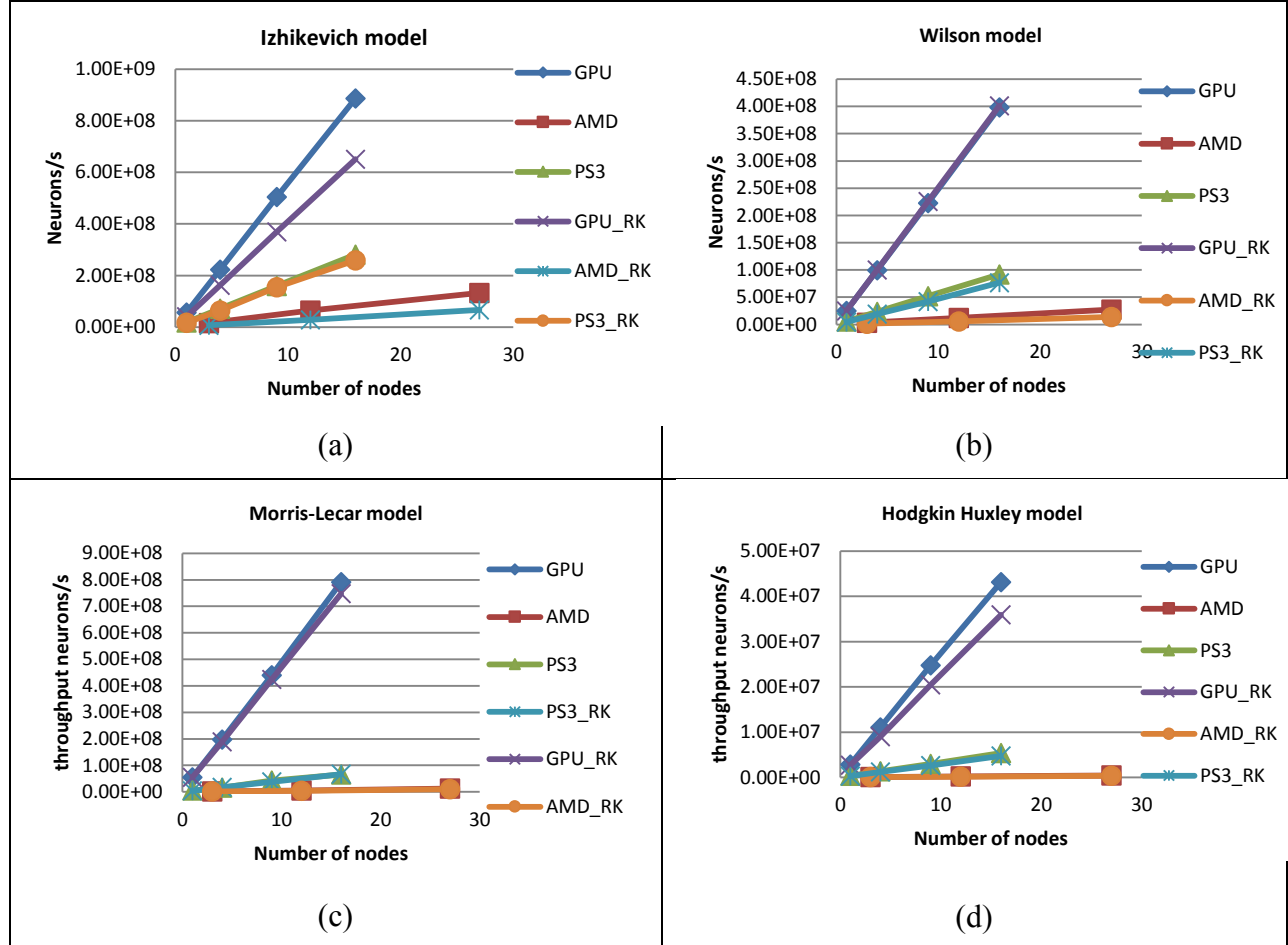 Izhikevich model
Neurons/s
1.00E+09
8.00E+08
6.00E+08
4.00E+08
2.00E+08
0.00E+00
0 10 20 30
Number of nodes
GPU
AMD
PS3
GPU_RK
AMD_RK
PS3_RK
(a)
Wilson model
Neurons/s
4.50E+08
4.00E+08
3.50E+08
3.00E+08
2.50E+08
2.00E+08
1.50E+08
1.00E+08
5.00E+07
0.00E+00
0 10 20 30
Number of nodes
GPU
AMD
PS3
GPU_RK
AMD_RK
PS3_RK
(b)
Morris-Lecar model
throughput neurons/s
9.00E+08
8.00E+08
7.00E+08
6.00E+08
5.00E+08
4.00E+08
3.00E+08
2.00E+08
1.00E+08
0.00E+00
0 10 20 30
Number of nodes
GPU
AMD
PS3
PS3_RK
GPU_RK
AMD_RK
(c)
Hodgkin Huxley model
throughput neurons/s
5.00E+07
4.00E+07
3.00E+07
2.00E+07
1.00E+07
0.00E+00
0 10 20 30
Number of nodes
GPU
AMD
PS3
GPU_RK
AMD_RK
PS3_RK
(d)